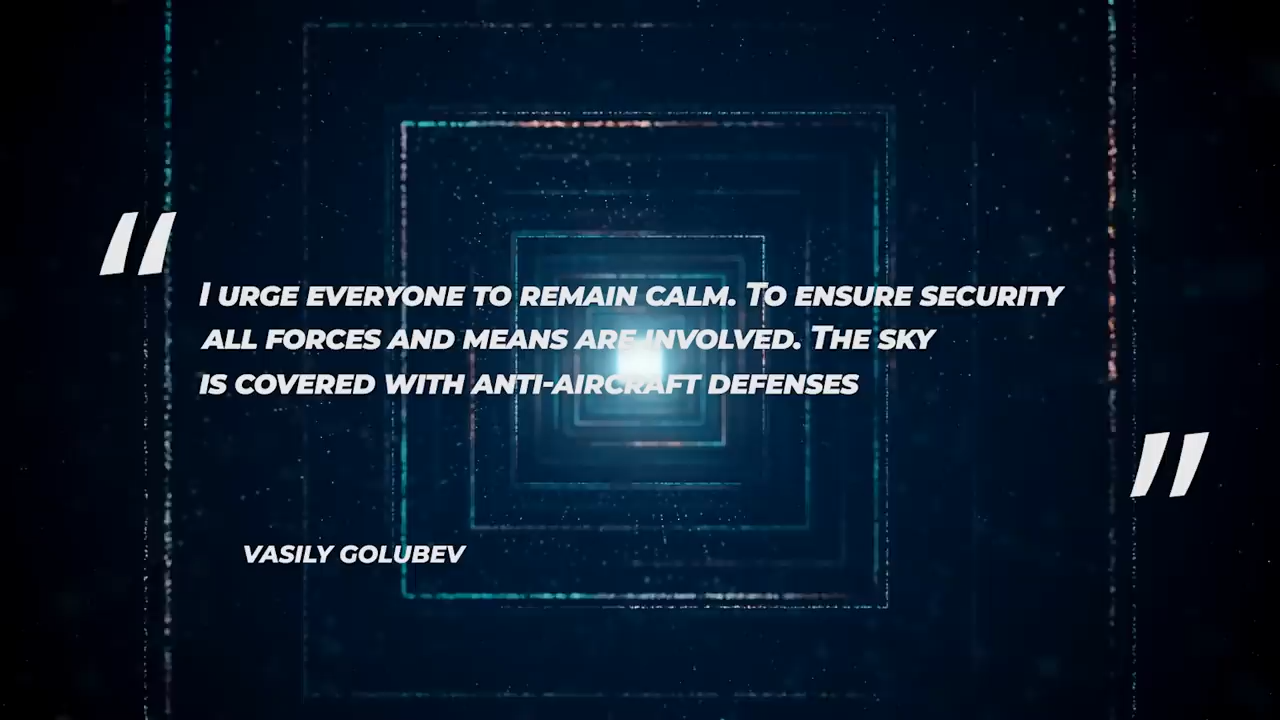 "
I URGE EVERYONE TO REMAIN CALM. TO ENSURE SECURITY
ALL FORCES AND MEANS ARE INVOLVED. THE SKY
IS COVERED WITH ANTI-AIRCRAFT DEFENSES
"
VASILY GOLUBEV